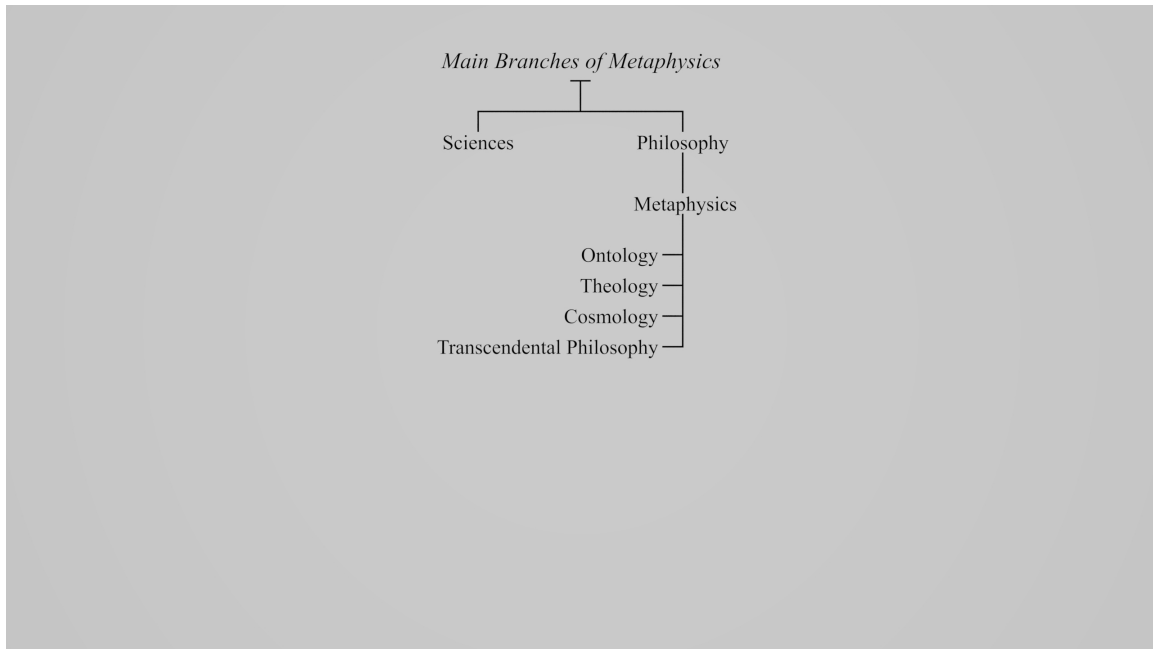 Main Branches of Metaphysics
Sciences
Philosophy
Metaphysics
Ontology
Theology
Cosmology
Transcendental Philosophy